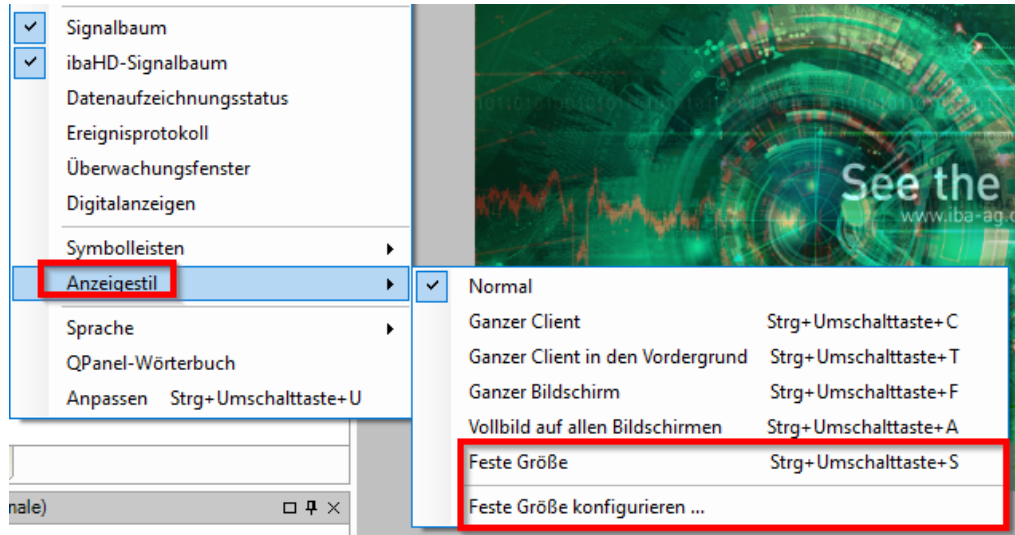 Signalbaum
ibaHD-Signalbaum
Datenaufzeichnungsstatus
Ereignisprotokoll
Überwachungsfenster
Digitalanzeigen
Symbolleisten
Anzeigestil
Sprache
QPanel-Wörterbuch
Anpassen Strg+Umschalttaste+U
See the
www.iba-ag.
Normal
Ganzer Client Strg+Umschalttaste+C
Ganzer Client in den Vordergrund Strg+Umschalttaste+T
Ganzer Bildschirm Strg+Umschalttaste+F
Vollbild auf allen Bildschirmen Strg+Umschalttaste+A
Feste Größe Strg+Umschalttaste+S
Feste Größe konfigurieren ...
nale)